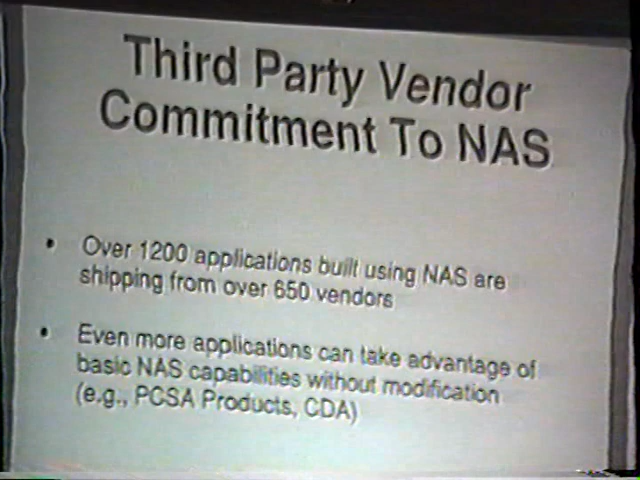 Third Party Vendor
Commitment To NAS
• Over 1200 applications built using NAS are
shipping from over 650 vendors
• Even more applications can take advantage of
basic NAS capabilities without modification
(e.g., PCSA Products, CDA)